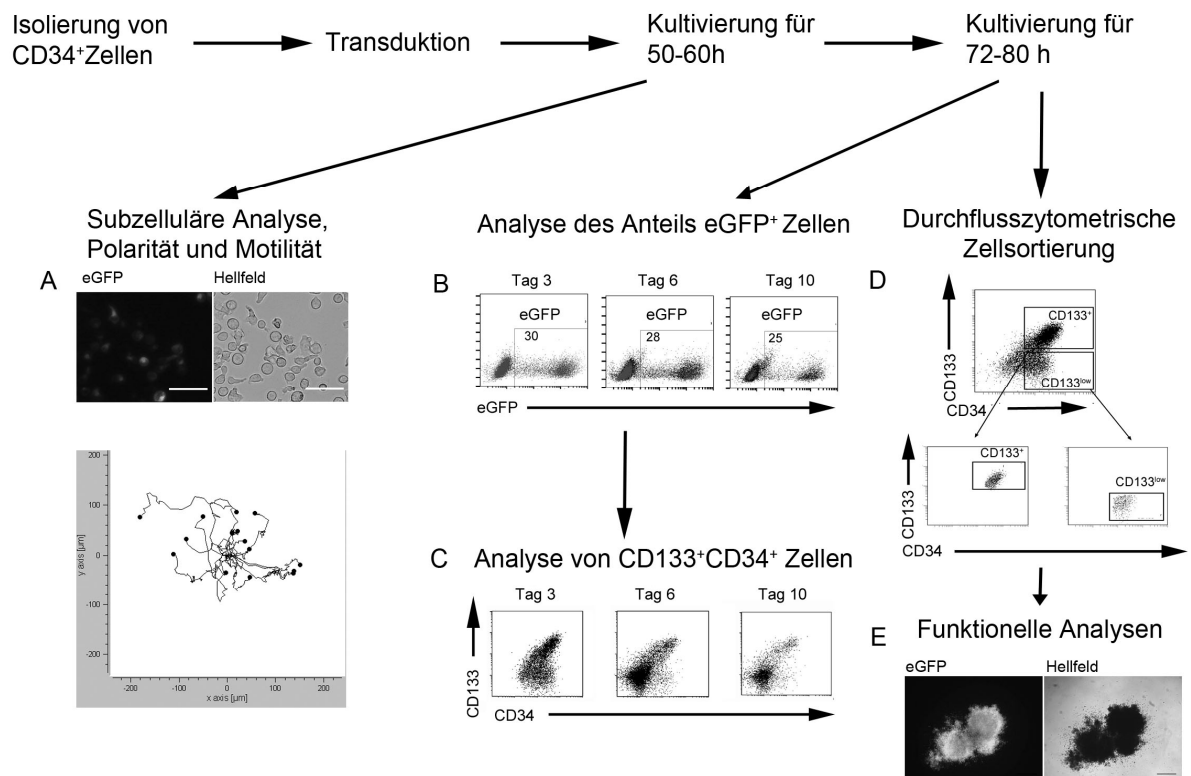 Isolierung von
CD34⁺Zellen
Transduktion
Kultivierung für
50-60h
Kultivierung für
72-80 h
Subzelluläre Analyse,
Polarität und Motilität
A
eGFP
Hellfeld
200
100
0
-100
-200
y axis [µm]
-200
-100
0
100
200
x axis [µm]
Analyse des Anteils eGFP⁺ Zellen
B
Tag 3
Tag 6
Tag 10
eGFP
30
eGFP
28
eGFP
25
eGFP
C
Analyse von CD133⁺CD34⁺ Zellen
Tag 3
Tag 6
Tag 10
CD133
CD34
Durchflusszytometrische
Zellsortierung
D
CD133
CD133⁺
CD133ˡᵒʷ
CD34
CD133
CD133⁺
CD133ˡᵒʷ
CD34
E
Funktionelle Analysen
eGFP
Hellfeld